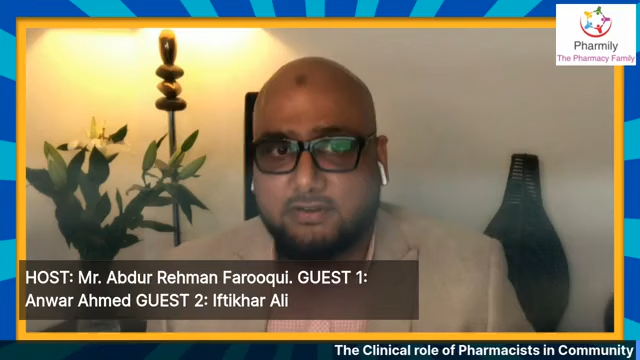 Pharmily
The Pharmacy Family
HOST: Mr. Abdur Rehman Farooqui. GUEST 1:
Anwar Ahmed GUEST 2: Iftikhar Ali
The Clinical role of Pharmacists in Community